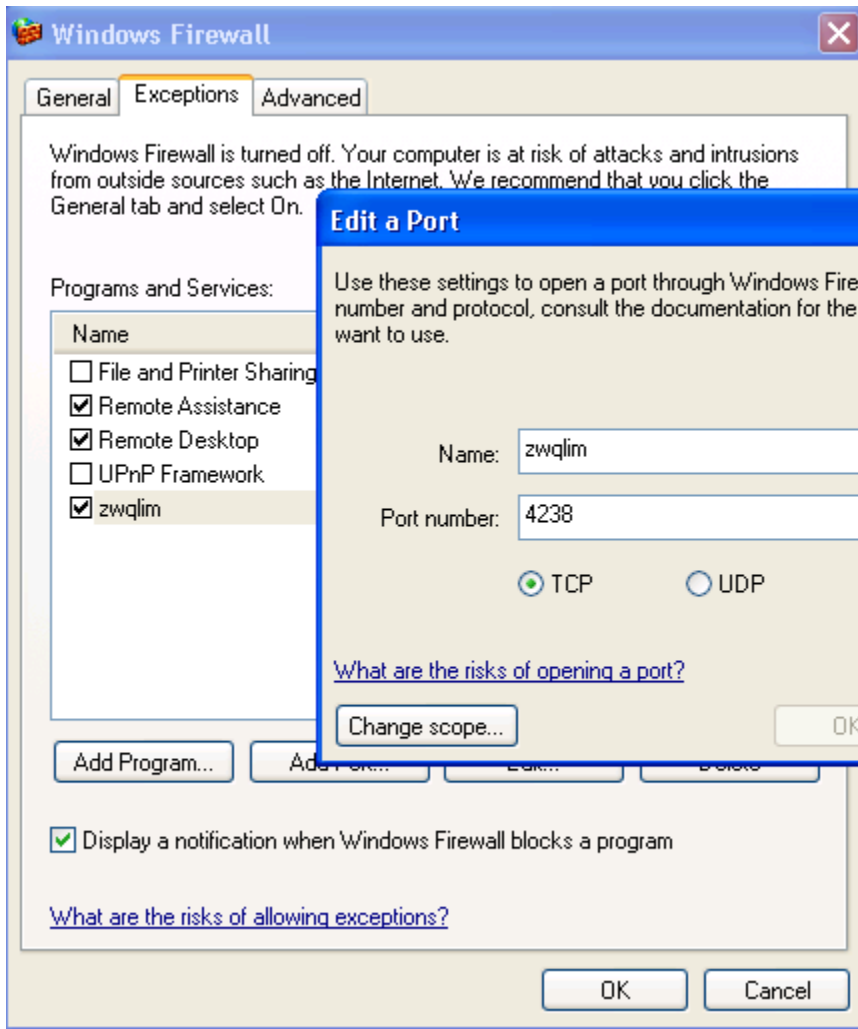 Windows Firewall
General Exceptions Advanced
Windows Firewall is turned off. Your computer is at risk of attacks and intrusions
from outside sources such as the Internet. We recommend that you click the
General tab and select On.
Programs and Services:
Name
File and Printer Sharing
Remote Assistance
Remote Desktop
UPnP Framework
zwqlim
Edit a Port
Use these settings to open a port through Windows Fire
number and protocol, consult the documentation for the
want to use.
Name: zwqlim
Port number: 4238
TCP UDP
What are the risks of opening a port?
Change scope... OK
Add Program...
Display a notification when Windows Firewall blocks a program
What are the risks of allowing exceptions?
OK Cancel